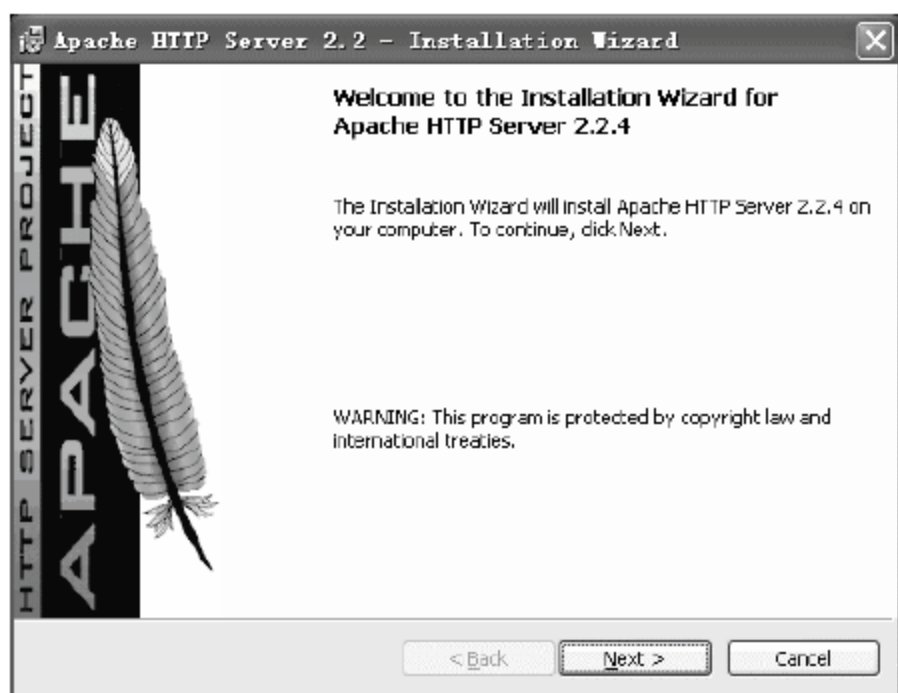 Apache HTTP Server 2.2 - Installation Wizard
HTTP SERVER PROJECT
APACHE
Welcome to the Installation Wizard for
Apache HTTP Server 2.2.4
The Installation Wizard will install Apache HTTP Server 2.2.4 on
your computer. To continue, click Next.
WARNING: This program is protected by copyright law and
international treaties.
< Back
Next >
Cancel